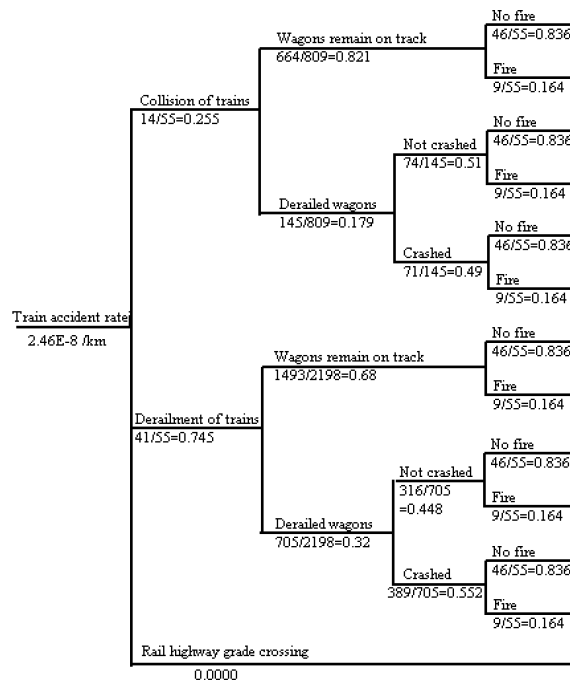 No fire
46/55=0.836
Wagons remain on track
664/809=0.821
Fire
9/55=0.164
Collision of trains
14/55=0.255
No fire
46/55=0.836
Not crashed
74/145=0.51
Fire
9/55=0.164
Derailed wagons
145/809=0.179
No fire
46/55=0.836
Crashed
71/145=0.49
Fire
9/55=0.164
Train accident rate
2.46E-8 /km
No fire
46/55=0.836
Wagons remain on track
1493/2198=0.68
Fire
9/55=0.164
Derailment of trains
41/55=0.745
No fire
46/55=0.836
Not crashed
316/705
=0.448
Fire
9/55=0.164
Derailed wagons
705/2198=0.32
No fire
46/55=0.836
Crashed
389/705=0.552
Fire
9/55=0.164
Rail highway grade crossing
0.0000